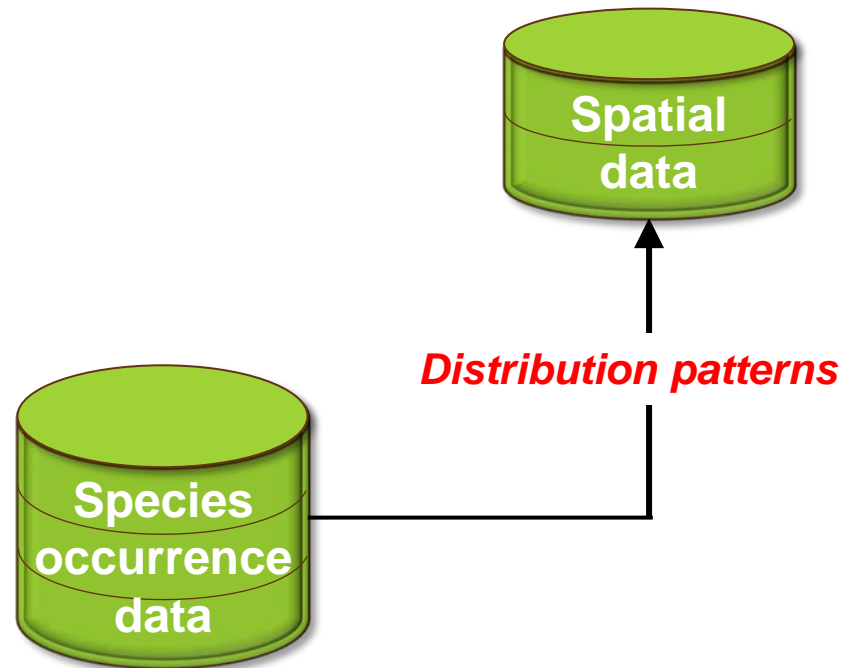 Spatial
data
Distribution patterns
Species
occurrence
data